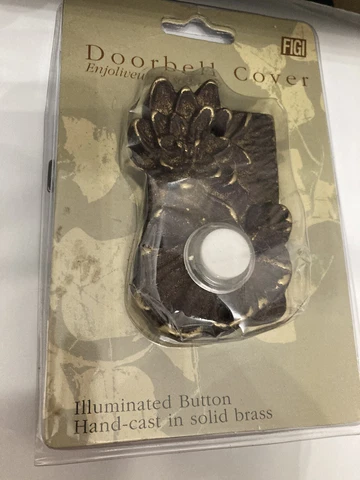 FIGI
Doorbell Cover
Illuminated Button
Hand-cast in solid brass